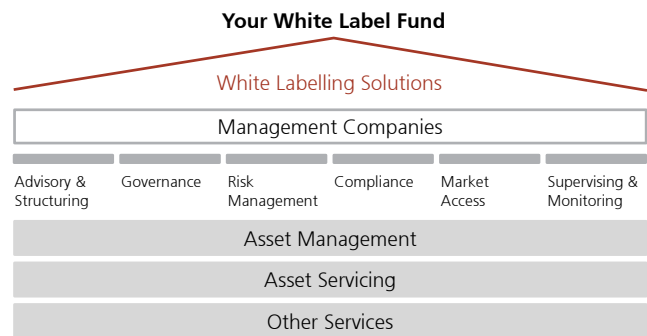 Your White Label Fund
White Labelling Solutions
Management Companies
Advisory &
Structuring
Governance
Risk
Management
Compliance
Market
Access
Supervising &
Monitoring
Asset Management
Asset Servicing
Other Services